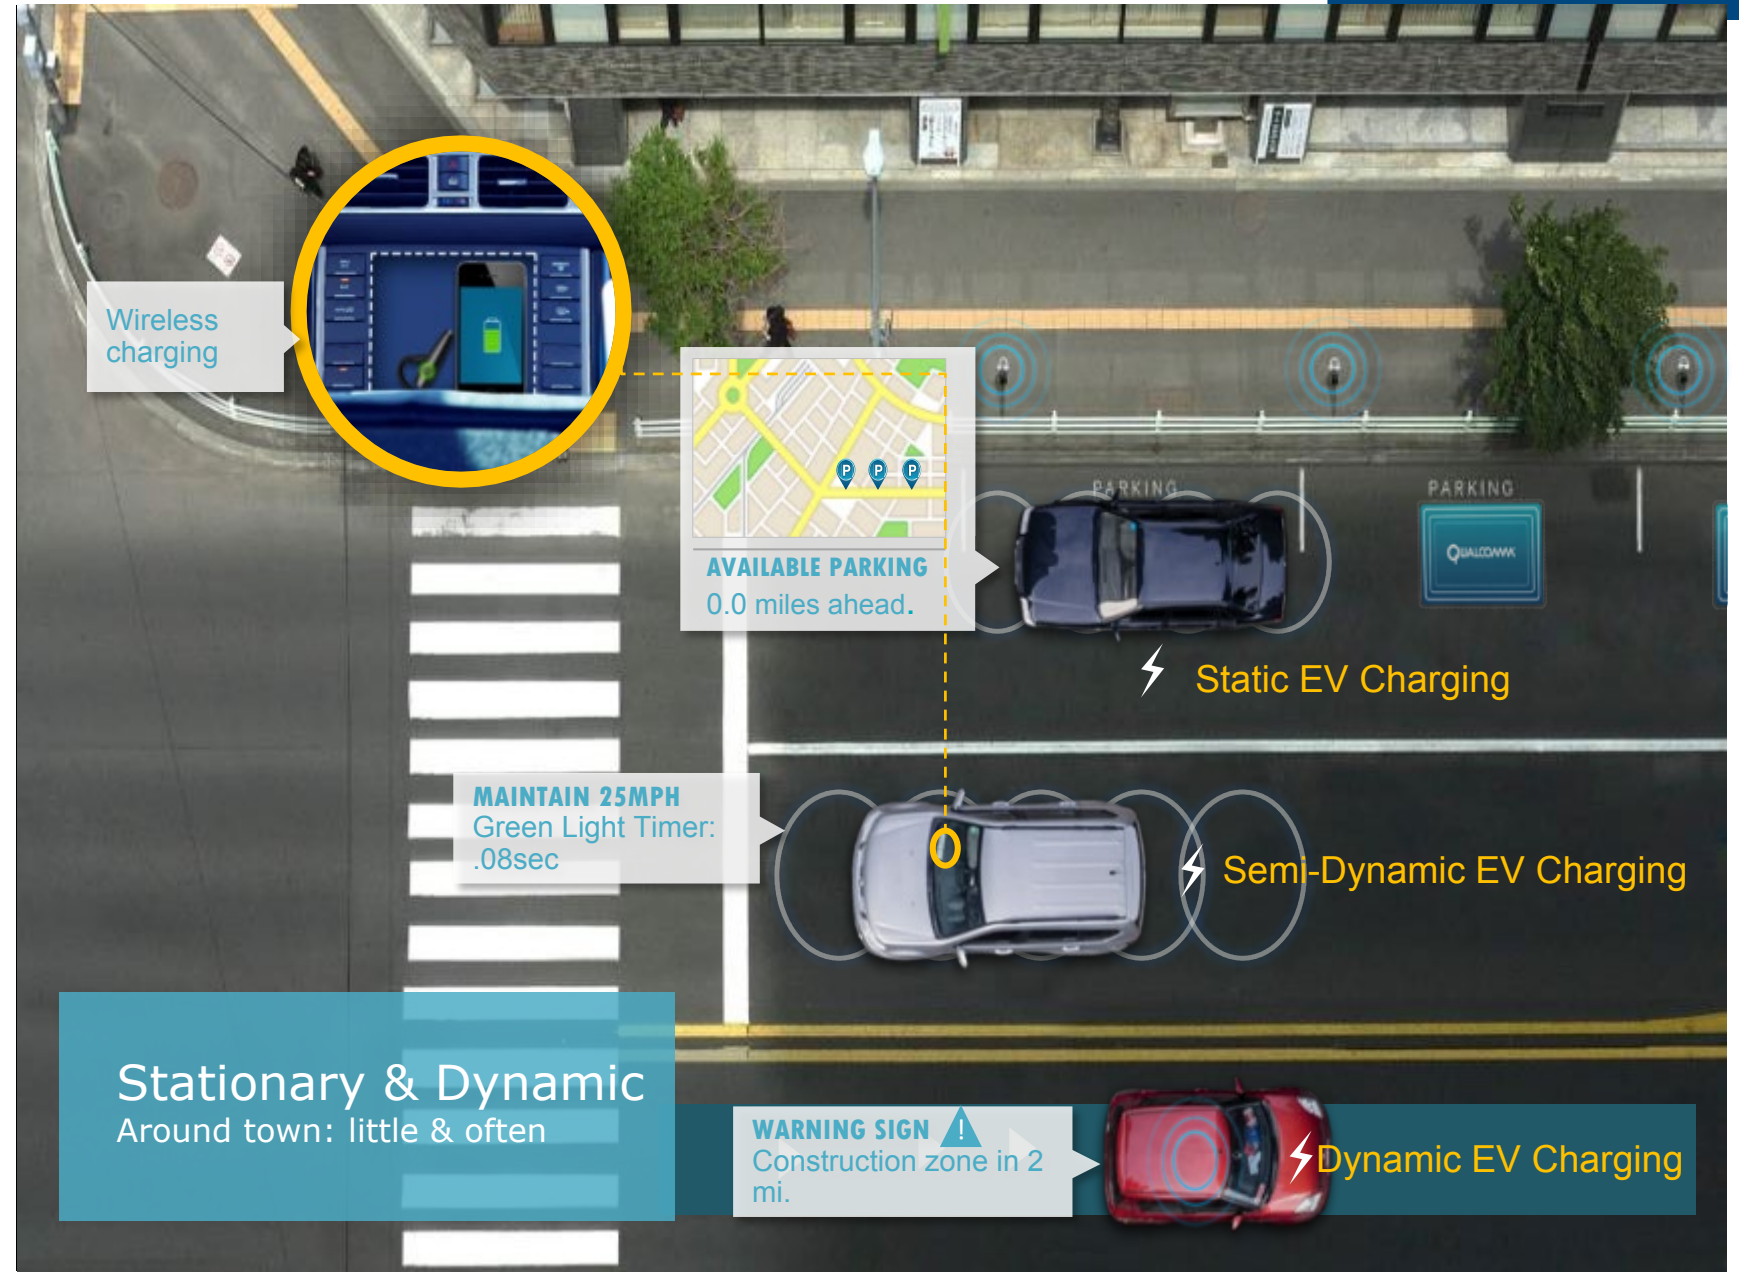 Wireless
charging
P P P
AVAILABLE PARKING
0.0 miles ahead.
PARKING
PARKING
QUALCOMM
Static EV Charging
MAINTAIN 25MPH
Green Light Timer:
.08sec
Semi-Dynamic EV Charging
Stationary & Dynamic
Around town: little & often
WARNING SIGN !
Construction zone in 2
mi.
Dynamic EV Charging